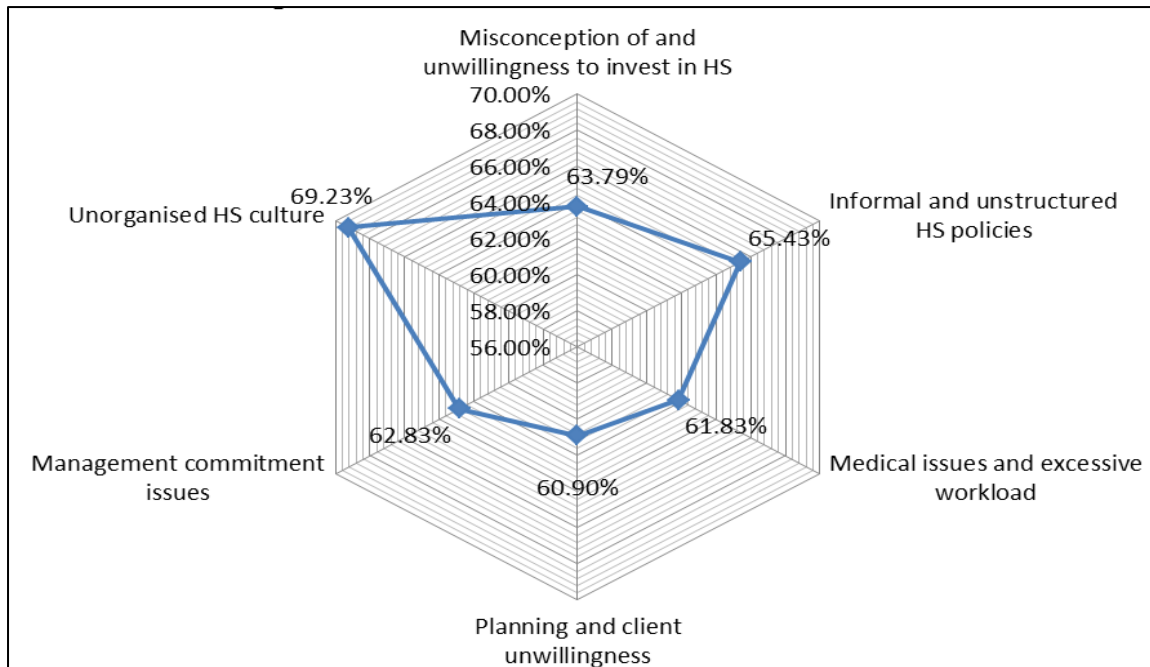 Misconception of and
unwillingness to invest in HS
70.00%
68.00%
66.00%
64.00%
62.00%
60.00%
58.00%
56.00%
63.79%
Informal and unstructured
HS policies
65.43%
Medical issues and excessive
workload
61.83%
Planning and client
unwillingness
60.90%
Management commitment
issues
62.83%
Unorganised HS culture
69.23%